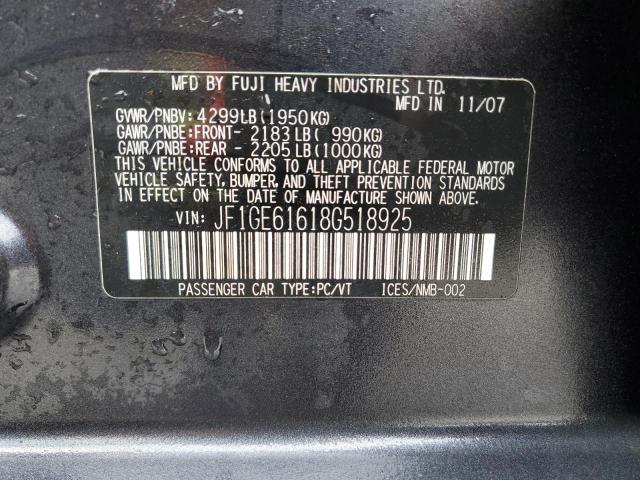 MFD BY FUJI HEAVY INDUSTRIES LTD.
MFD IN 11/07
GVWR/PNBV: 4299LB(1950KG)
GAWR/PNBE:FRONT- 2183LB( 990KG)
GAWR/PNBE:REAR - 2205LB(1000KG)
THIS VEHICLE CONFORMS TO ALL APPLICABLE FEDERAL MOTOR
VEHICLE SAFETY, BUMPER, AND THEFT PREVENTION STANDARDS
IN EFFECT ON THE DATE OF MANUFACTURE SHOWN ABOVE.
VIN: JF1GE61618G518925
PASSENGER CAR TYPE:PC/VT ICES/NMB-002